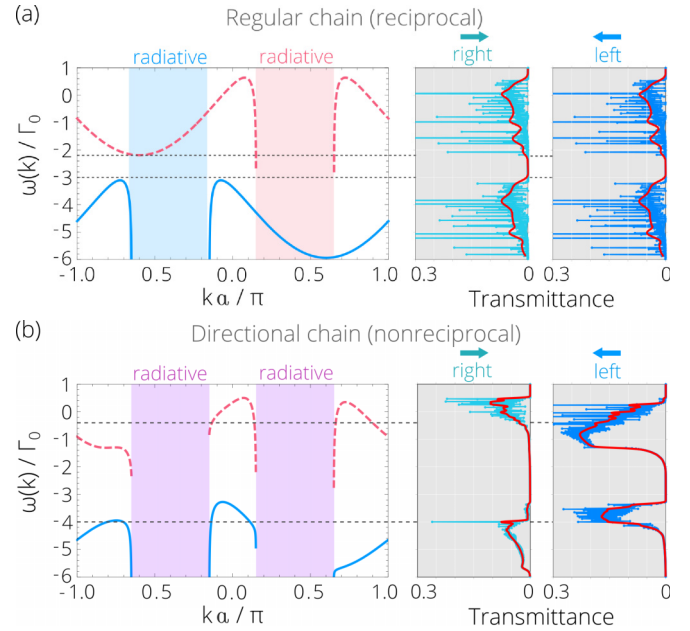 (a) Regular chain (reciprocal)
radiative radiative right left
1
0
-1
-2
-3
-4
-5
-6
ω(k) / Γ0
-1.0 0.5 0.0 0.5 1.0
k a / π
0.3 0 0.3 0
Transmittance
(b) Directional chain (nonreciprocal)
radiative radiative right left
1
0
-1
-2
-3
-4
-5
-6
ω(k) / Γ0
-1.0 0.5 0.0 0.5 1.0
k a / π
0.3 0 0.3 0
Transmittance